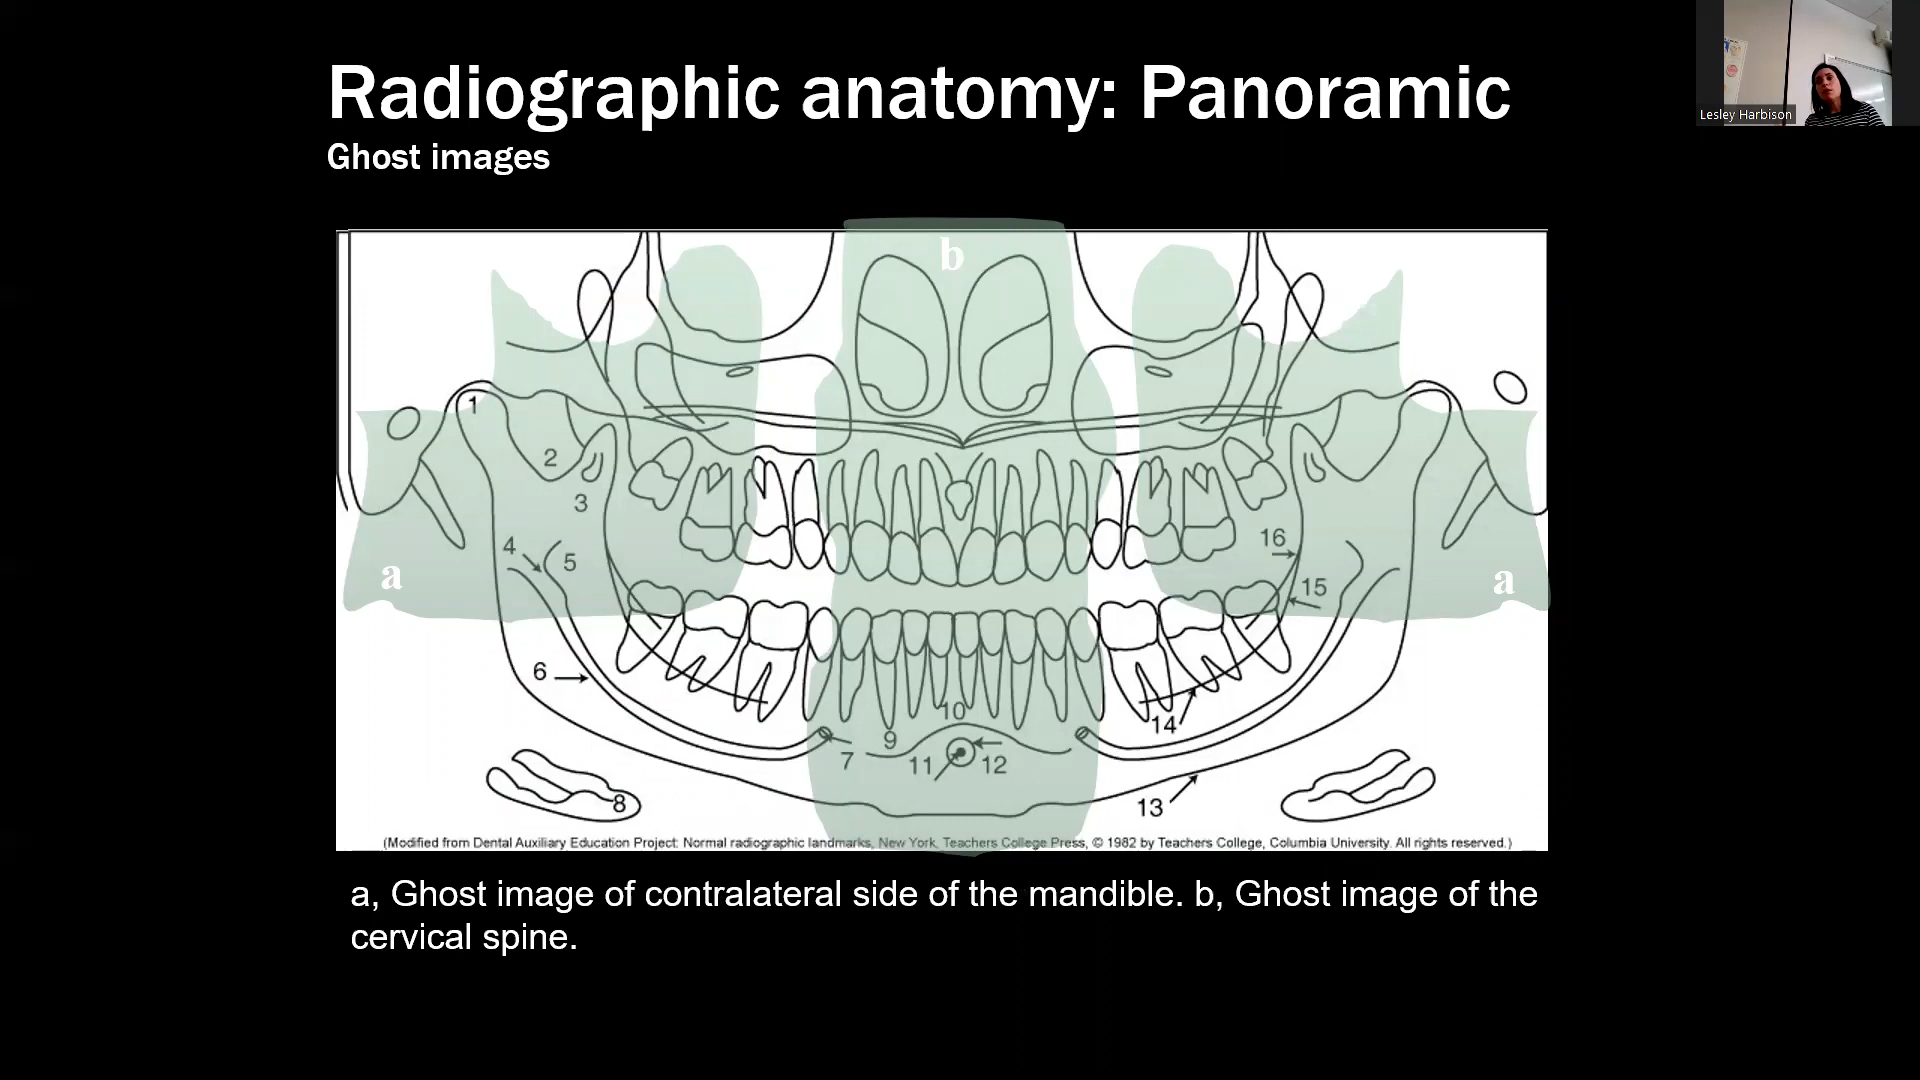 Radiographic anatomy: Panoramic
Ghost images
Lesley Harbison
b
1
2
3
4
5
16
a
a
15
6
10
14
9
7
11
12
8
13
(Modified from Dental Auxiliary Education Project: Normal radiographic landmarks, New York, Teachers College Press, © 1982 by Teachers College, Columbia University. All rights reserved.)
a, Ghost image of contralateral side of the mandible. b, Ghost image of the
cervical spine.